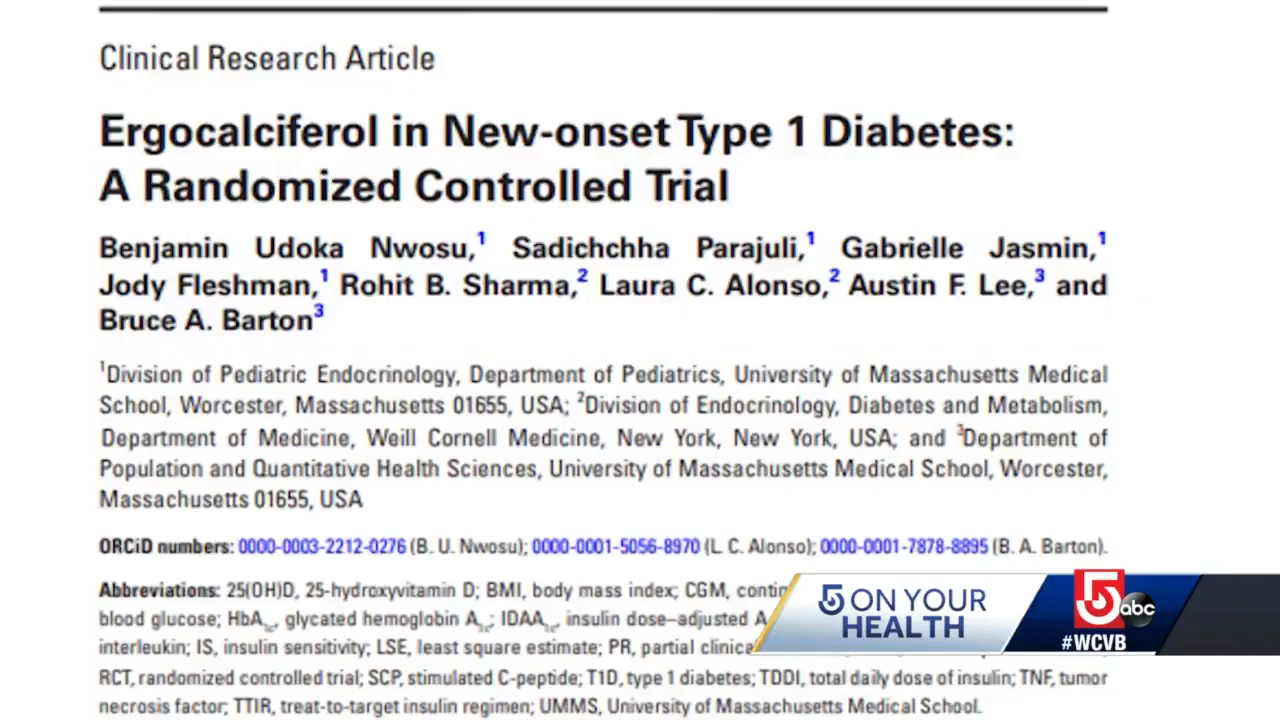 Clinical Research Article
Ergocalciferol in New-onset Type 1 Diabetes:
A Randomized Controlled Trial
Benjamin Udoka Nwosu,1 Sadichchha Parajuli,1 Gabrielle Jasmin,1
Jody Fleshman,1 Rohit B. Sharma,2 Laura C. Alonso,2 Austin F. Lee,3 and
Bruce A. Barton3
1Division of Pediatric Endocrinology, Department of Pediatrics, University of Massachusetts Medical
School, Worcester, Massachusetts 01655, USA; 2Division of Endocrinology, Diabetes and Metabolism,
Department of Medicine, Weill Cornell Medicine, New York, New York, USA; and 3Department of
Population and Quantitative Health Sciences, University of Massachusetts Medical School, Worcester,
Massachusetts 01655, USA
ORCiD numbers: 0000-0003-2212-0276 (B. U. Nwosu); 0000-0001-5056-8970 (L. C. Alonso); 0000-0001-7878-8895 (B. A. Barton).
Abbreviations: 25(OH)D, 25-hydroxyvitamin D; BMI, body mass index; CGM,
blood glucose; HbA1c, glycated hemoglobin A1c; IDAA1c, insulin dose–adjusted
interleukin; IS, insulin sensitivity; LSE, least square estimate; PR, partial
RCT, randomized controlled trial; SCP, stimulated C-peptide; T1D, type 1 diabetes; TDDI, total daily dose of insulin; TNF, tumor
necrosis factor; TTIR, treat-to-target insulin regimen; UMMS, University of Massachusetts Medical School.
5 ON YOUR
HEALTH
5 abc
#WCVB